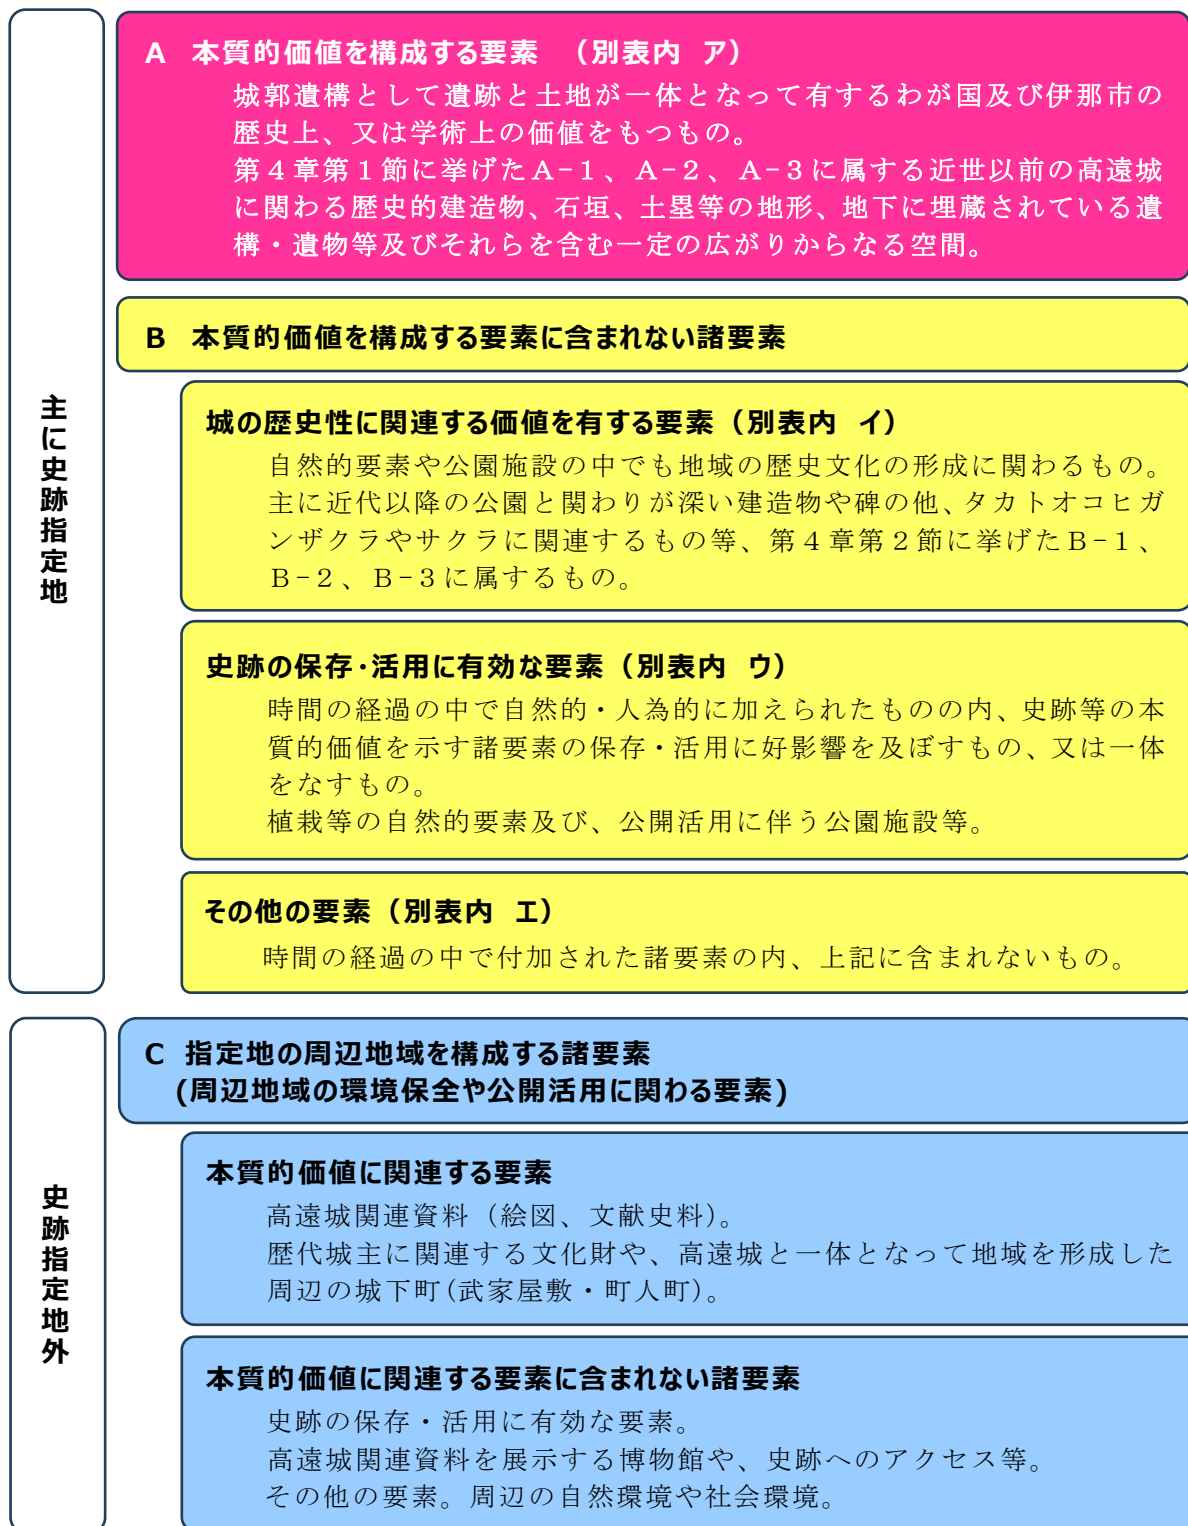 主に史跡指定地
A 本質的価値を構成する要素 （別表内 ア）
城郭遺構として遺跡と土地が一体となって有するわが国及び伊那市の
歴史上、又は学術上の価値をもつもの。
第４章第１節に挙げたＡ－１、Ａ－２、Ａ－３に属する近世以前の高遠城
に関わる歴史的建造物、石垣、土塁等の地形、地下に埋蔵されている遺
構・遺物等及びそれらを含む一定の広がりからなる空間。
B 本質的価値を構成する要素に含まれない諸要素
城の歴史性に関連する価値を有する要素（別表内 イ）
自然的要素や公園施設の中でも地域の歴史文化の形成に関わるもの。
主に近代以降の公園と関わりが深い建造物や碑の他、タカトオコヒガ
ンザクラやサクラに関連するもの等、第４章第２節に挙げたＢ－１、
Ｂ－２、Ｂ－３に属するもの。
史跡の保存・活用に有効な要素（別表内 ウ）
時間の経過の中で自然的・人為的に加えられたものの内、史跡等の本
質的価値を示す諸要素の保存・活用に好影響を及ぼすもの、又は一体
をなすもの。
植栽等の自然的要素及び、公開活用に伴う公園施設等。
その他の要素（別表内 エ）
時間の経過の中で付加された諸要素の内、上記に含まれないもの。
史跡指定地外
C 指定地の周辺地域を構成する諸要素
(周辺地域の環境保全や公開活用に関わる要素)
本質的価値に関連する要素
高遠城関連資料（絵図、文献史料）。
歴代城主に関連する文化財や、高遠城と一体となって地域を形成した
周辺の城下町(武家屋敷・町人町)。
本質的価値に関連する要素に含まれない諸要素
史跡の保存・活用に有効な要素。
高遠城関連資料を展示する博物館や、史跡へのアクセス等。
その他の要素。周辺の自然環境や社会環境。